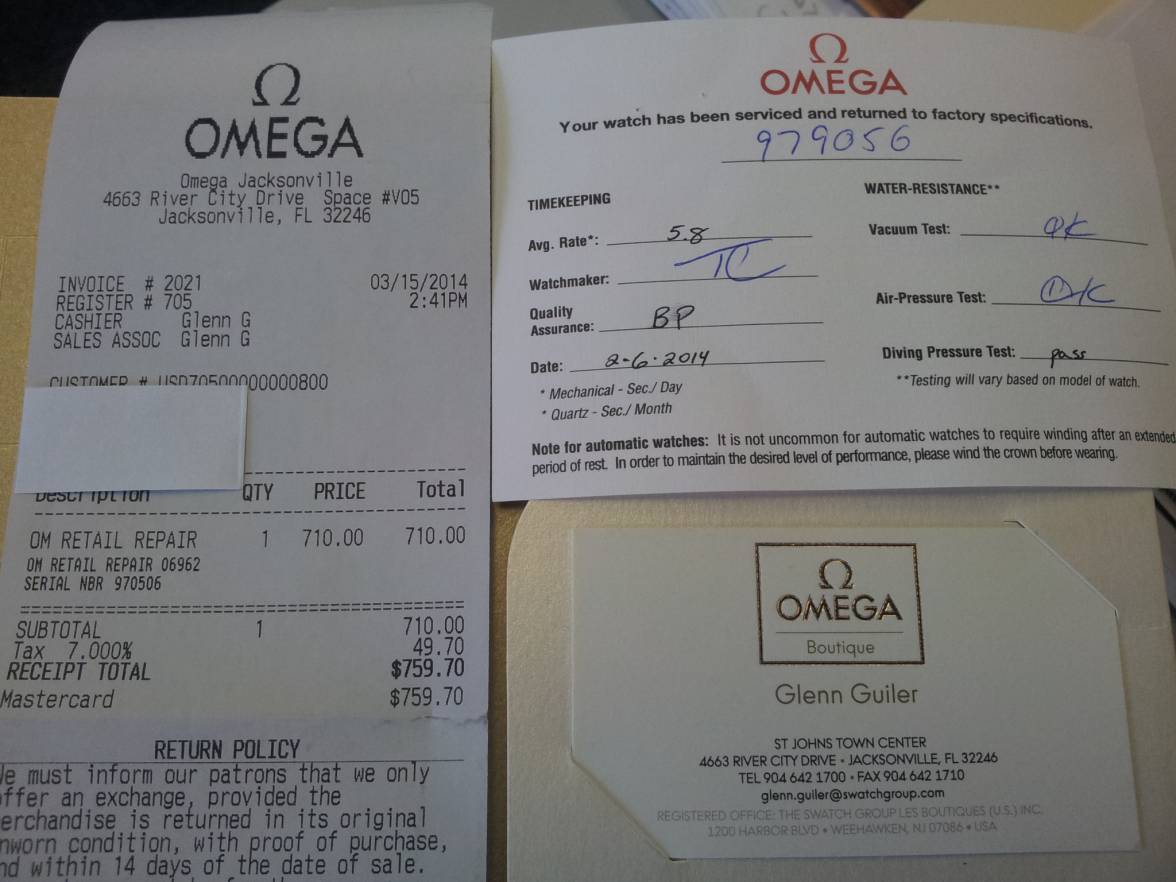 Ω
OMEGA
Omega Jacksonville
4663 River City Drive Space #V05
Jacksonville, FL 32246
INVOICE # 2021 03/15/2014
REGISTER # 705 2:41PM
CASHIER Glenn G
SALES ASSOC Glenn G
CUSTOMER # USD70500000000800
Description QTY PRICE Total
OM RETAIL REPAIR 1 710.00 710.00
OM RETAIL REPAIR 06962
SERIAL NBR 970506
SUBTOTAL 1 710.00
Tax 7.000% 49.70
RECEIPT TOTAL $759.70
Mastercard $759.70
RETURN POLICY
We must inform our patrons that we only
offer an exchange, provided the
merchandise is returned in its original
unworn condition, with proof of purchase,
and within 14 days of the date of sale.
Ω
OMEGA
Your watch has been serviced and returned to factory specifications.
979056
TIMEKEEPING
Avg. Rate*: 5.8
Watchmaker: TC
Quality
Assurance: BP
Date: 2-6-2014
* Mechanical - Sec./ Day
* Quartz - Sec./ Month
WATER-RESISTANCE**
Vacuum Test: OK
Air-Pressure Test: OK
Diving Pressure Test: pass
**Testing will vary based on model of watch.
Note for automatic watches: It is not uncommon for automatic watches to require winding after an extended
period of rest. In order to maintain the desired level of performance, please wind the crown before wearing.
Ω
OMEGA
Boutique
Glenn Guiler
ST JOHNS TOWN CENTER
4663 RIVER CITY DRIVE • JACKSONVILLE, FL 32246
TEL 904 642 1700 • FAX 904 642 1710
glenn.guiler@swatchgroup.com
REGISTERED OFFICE: THE SWATCH GROUP LES BOUTIQUES (U.S.) INC.
1200 HARBOR BLVD • WEEHAWKEN, NJ 07086 • USA